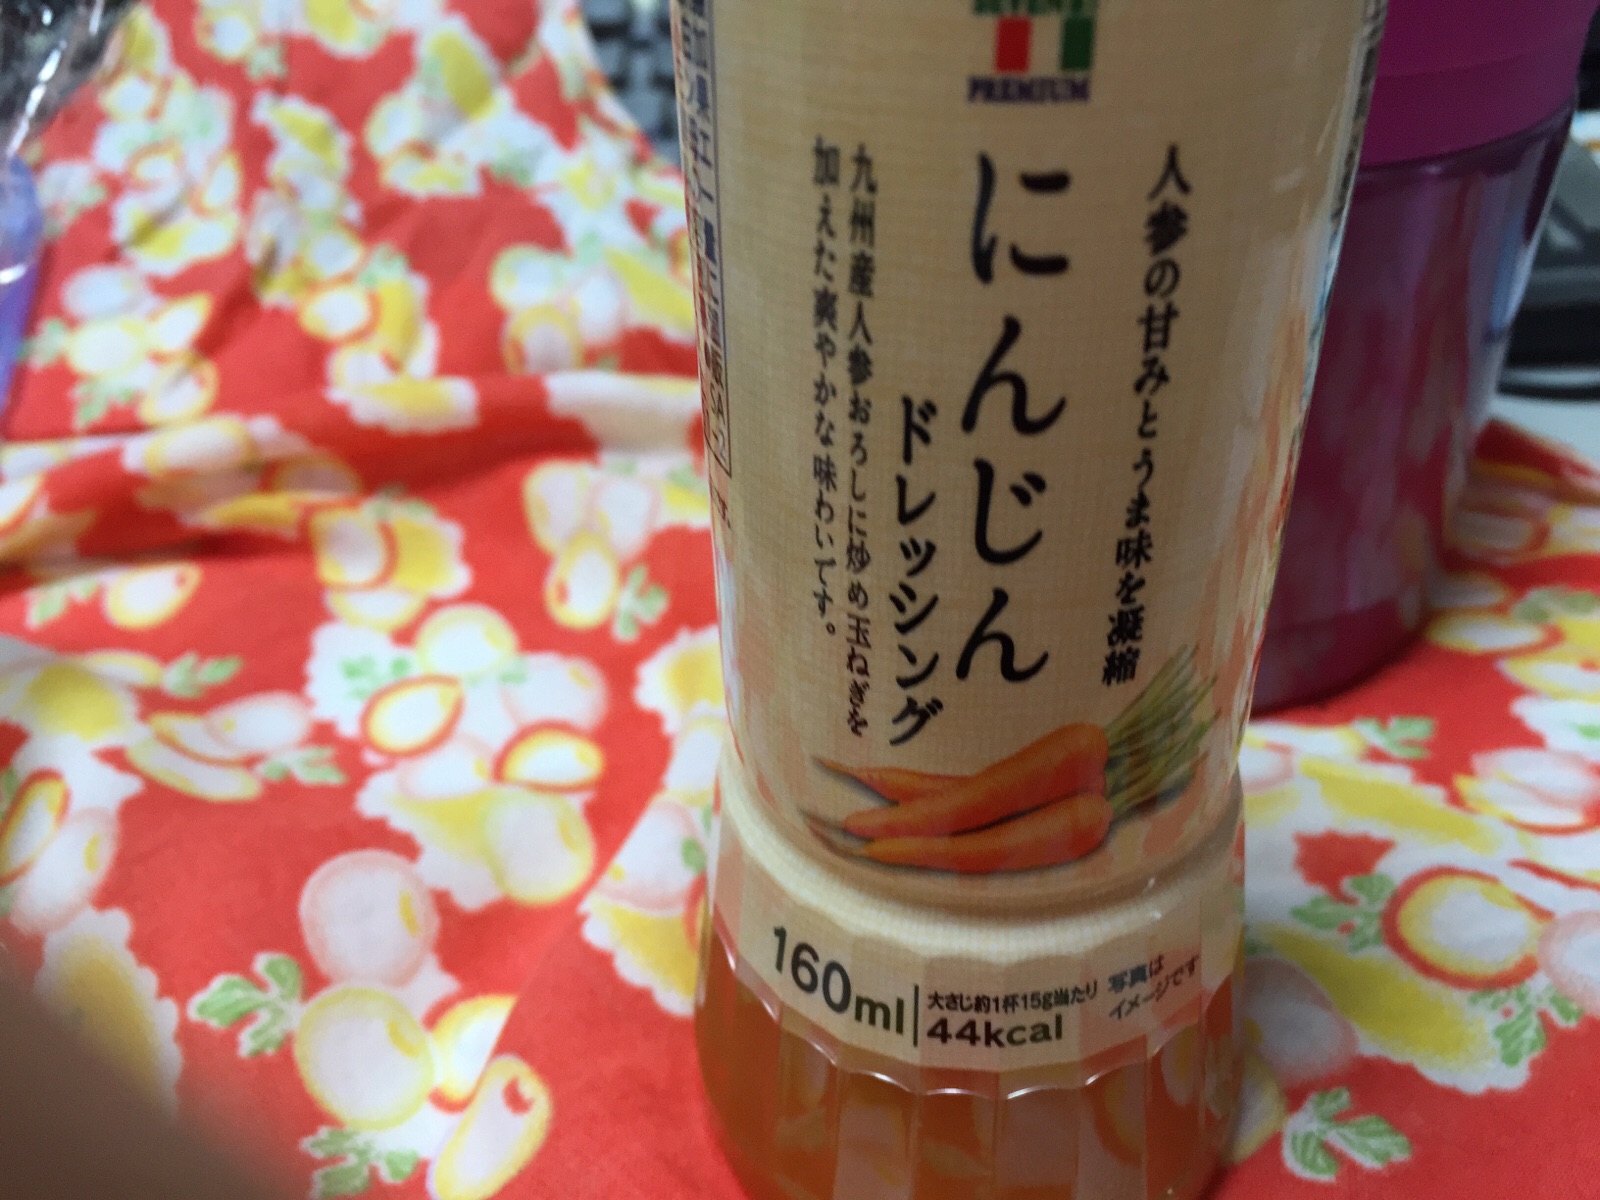 PREMIUM
人参の甘みとうま味を凝縮
にんじん
ドレッシング
九州産人参おろしに炒め玉ねぎを
加えた爽やかな味わいです。
160ml
大さじ約1杯15g当たり
44kcal
写真は
イメージです